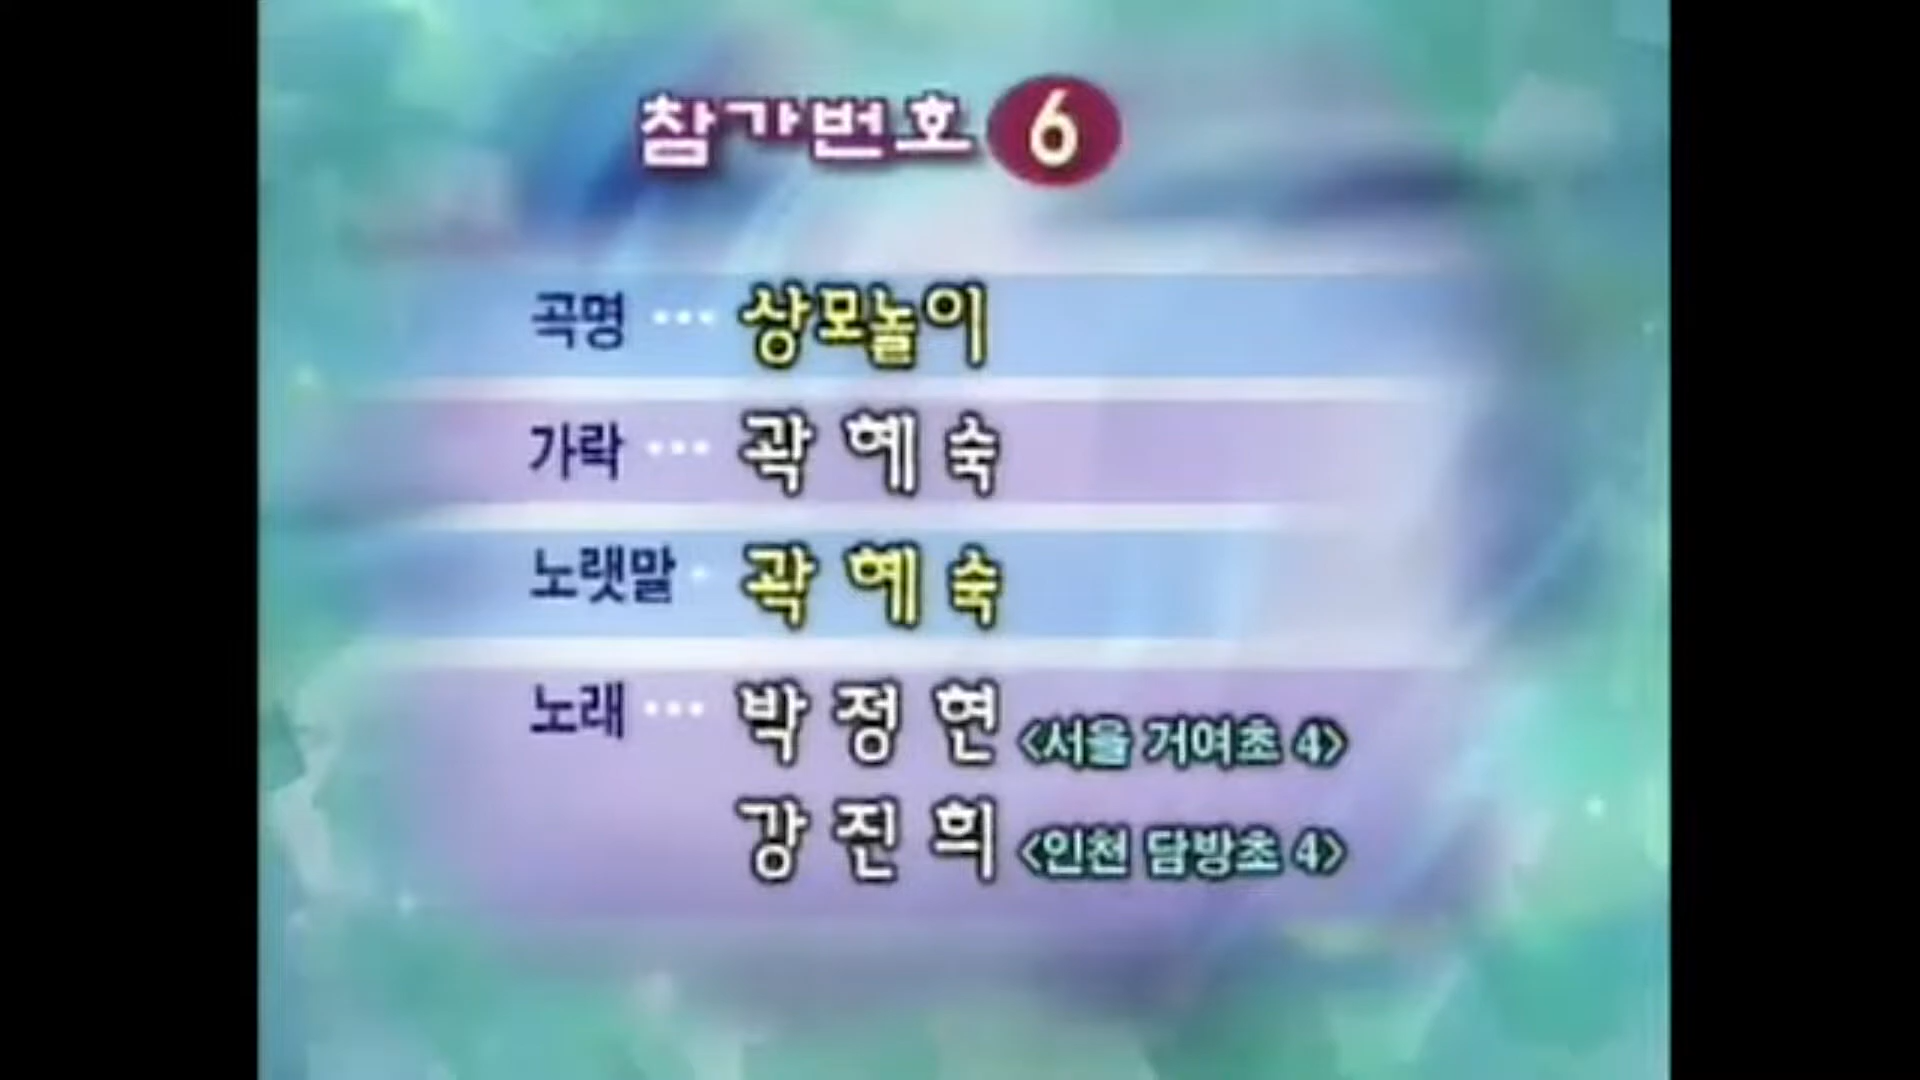 참가번호 6
곡명 ··· 상모놀이
가락 ··· 곽 혜 숙
노랫말 · 곽 혜 숙
노래 ··· 박 정 현 <서울 거여초 4>
강 진 희 <인천 담방초 4>